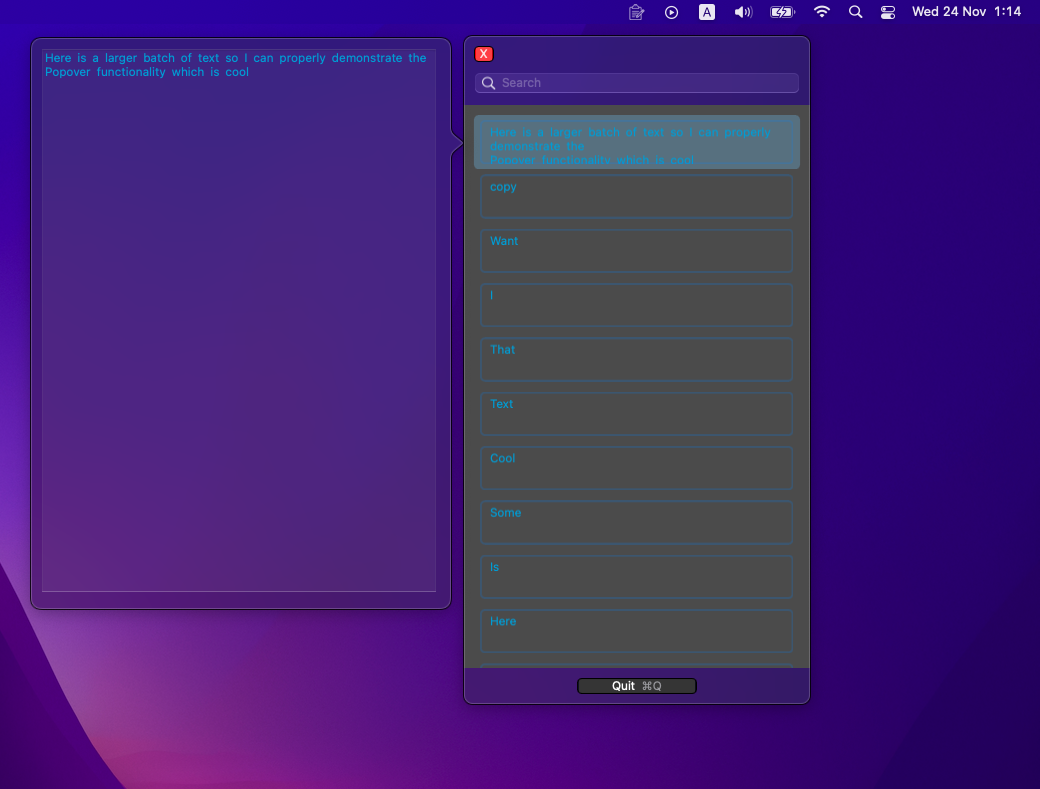 A
Wed 24 Nov 1:14
Here is a larger batch of text so I can properly demonstrate the
Popover functionality which is cool
X
Search
Here is a larger batch of text so I can properly
demonstrate the
Popover functionality which is cool
copy
Want
I
That
Text
Cool
Some
Is
Here
Quit ⌘Q